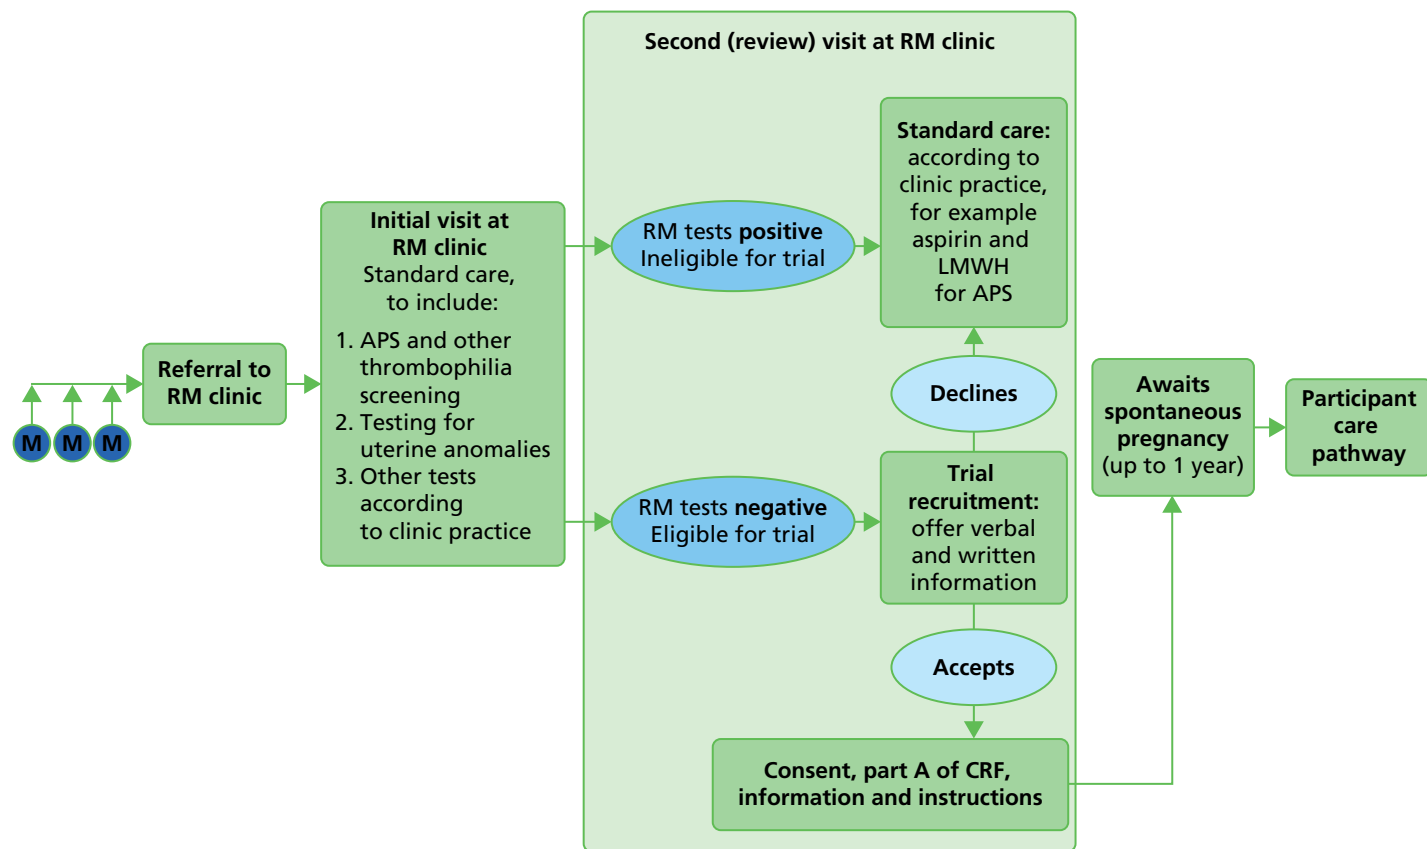 M
M
M
Referral to
RM clinic
Initial visit at
RM clinic
Standard care,
to include:
1. APS and other
thrombophilia
screening
2. Testing for
uterine anomalies
3. Other tests
according
to clinic practice
Second (review) visit at RM clinic
RM tests positive
Ineligible for trial
Standard care:
according to
clinic practice,
for example
aspirin and
LMWH
for APS
Declines
RM tests negative
Eligible for trial
Trial
recruitment:
offer verbal
and written
information
Accepts
Consent, part A of CRF,
information and instructions
Awaits
spontaneous
pregnancy
(up to 1 year)
Participant
care
pathway